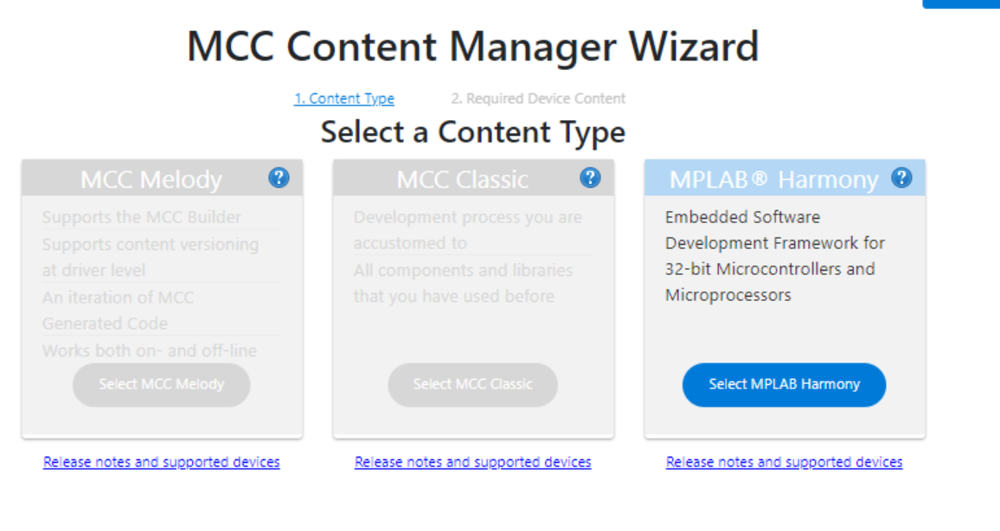 MCC Content Manager Wizard
1. Content Type
2. Required Device Content
Select a Content Type
MCC Melody
Supports the MCC Builder
Supports content versioning
at driver level
An iteration of MCC
Generated Code
Works both on- and off-line
Select MCC Melody
Release notes and supported devices
MCC Classic
Development process you are
accustomed to
All components and libraries
that you have used before
Select MCC Classic
Release notes and supported devices
MPLAB® Harmony
Embedded Software
Development Framework for
32-bit Microcontrollers and
Microprocessors
Select MPLAB Harmony
Release notes and supported devices